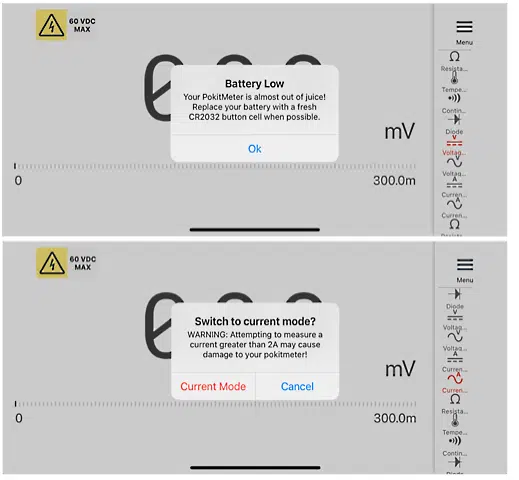 60 VDC
MAX
Menu
Battery Low
Your PokitMeter is almost out of juice!
Replace your battery with a fresh
CR2032 button cell when possible.
Ok
mV
0
300.0m
Resista...
Tempe...
Contin...
Diode
Voltag...
Voltag...
Curren...
Curren...
60 VDC
MAX
Menu
Switch to current mode?
WARNING: Attempting to measure a
current greater than 2A may cause
damage to your pokitmeter!
Current Mode
Cancel
mV
0
300.0m
Diode
Voltag...
Voltag...
Curren...
Curren...
Resista...
Tempe...
Contin...
Diode